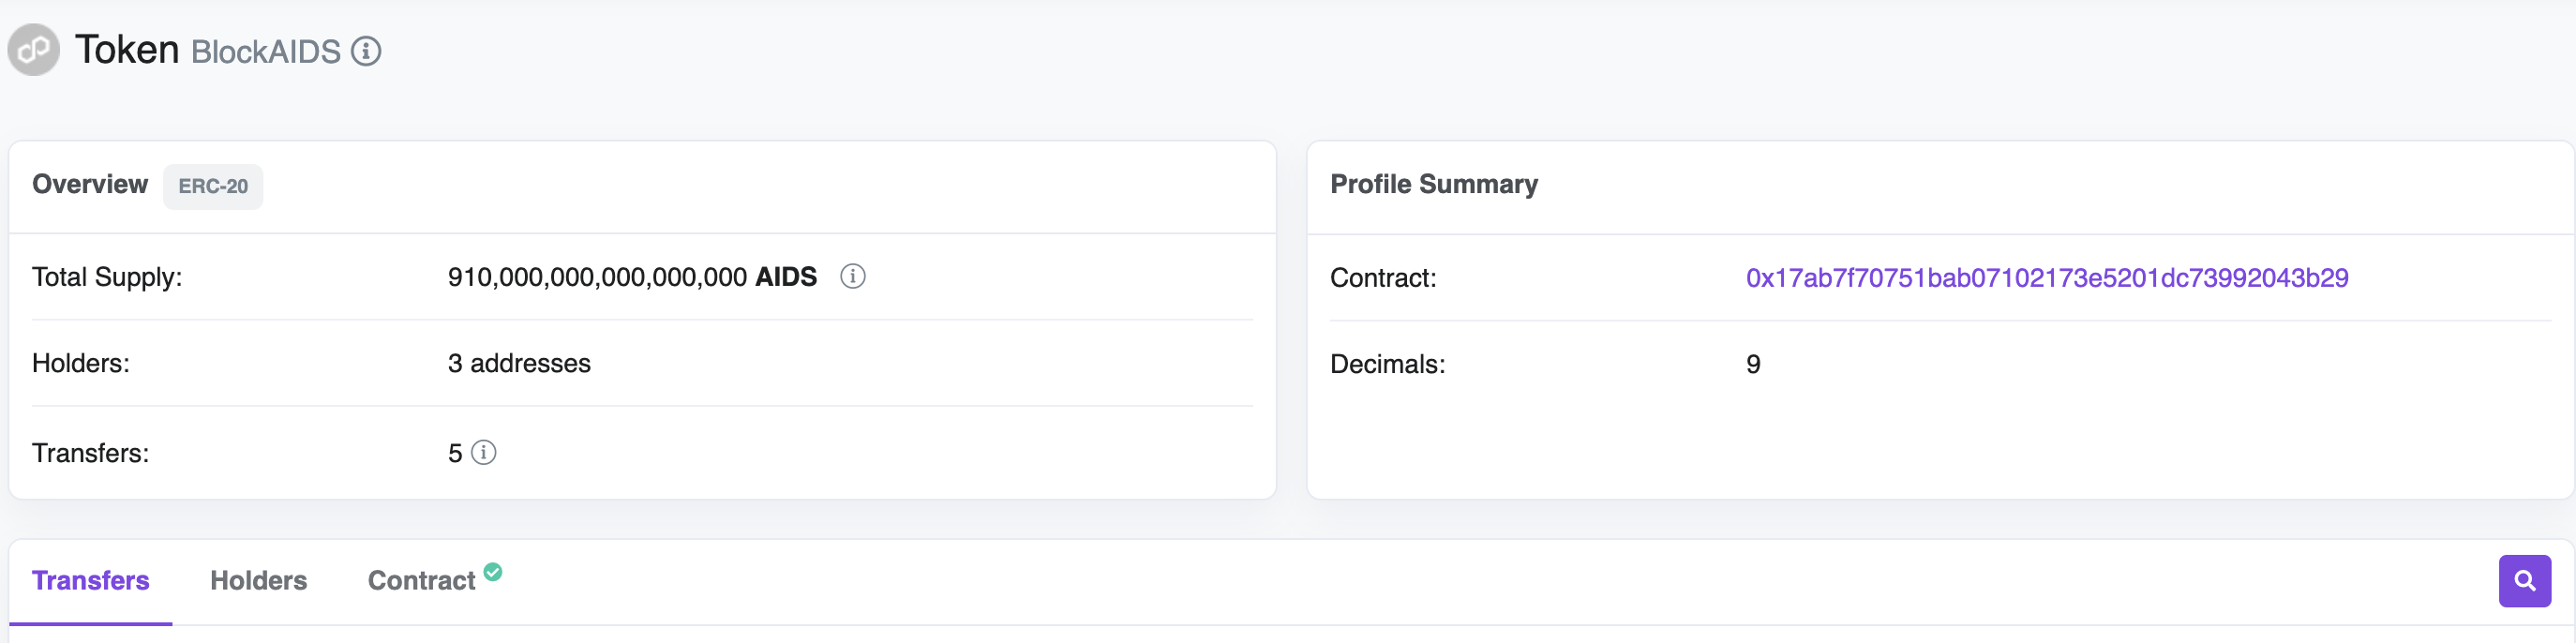 Token BlockAIDS
Overview ERC-20
Total Supply: 910,000,000,000,000,000 AIDS
Holders: 3 addresses
Transfers: 5
Profile Summary
Contract: 0x17ab7f70751bab07102173e5201dc73992043b29
Decimals: 9
Transfers Holders Contract